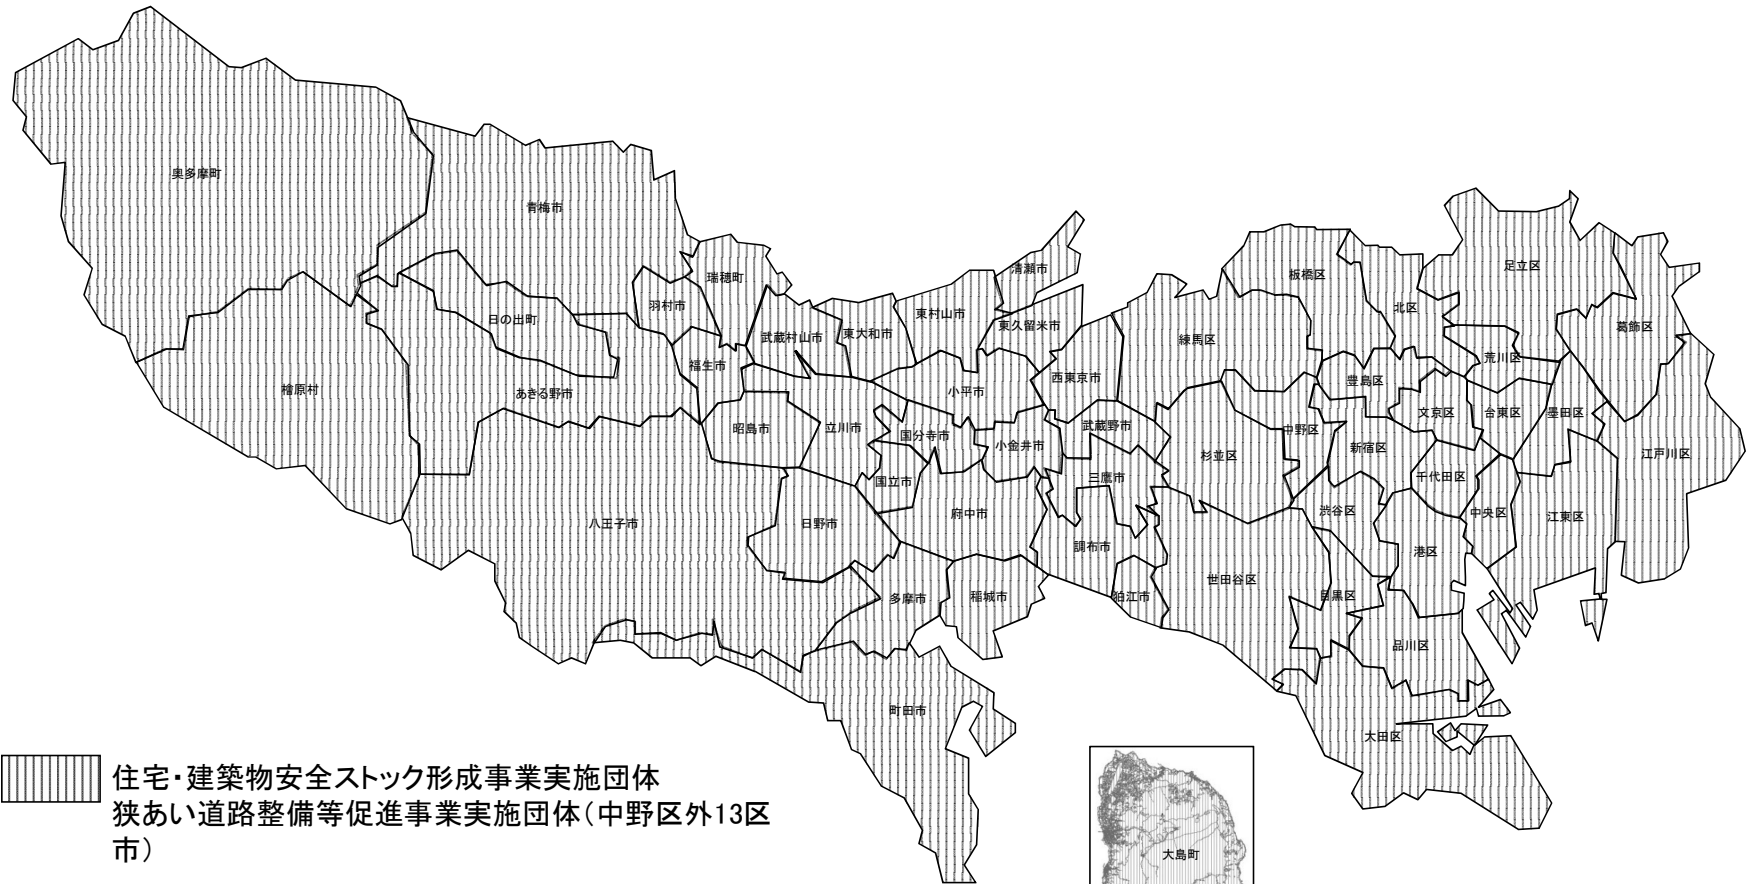 奥多摩町
青梅市
瑞穂町
羽村市
日の出町
檜原村
あきる野市
福生市
武蔵村山市
東大和市
東村山市
清瀬市
東久留米市
西東京市
小平市
昭島市
立川市
国分寺市
小金井市
武蔵野市
国立市
三鷹市
八王子市
日野市
府中市
調布市
多摩市
稲城市
狛江市
町田市
板橋区
北区
足立区
葛飾区
練馬区
荒川区
豊島区
文京区
台東区
墨田区
中野区
杉並区
新宿区
千代田区
江戸川区
渋谷区
中央区
江東区
港区
世田谷区
目黒区
品川区
大田区
大島町
住宅・建築物安全ストック形成事業実施団体
狭あい道路整備等促進事業実施団体（中野区外13区
市）